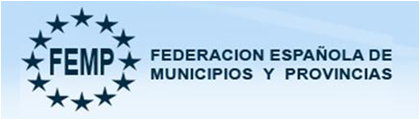 FEMP
FEDERACION ESPAÑOLA DE
MUNICIPIOS Y PROVINCIAS